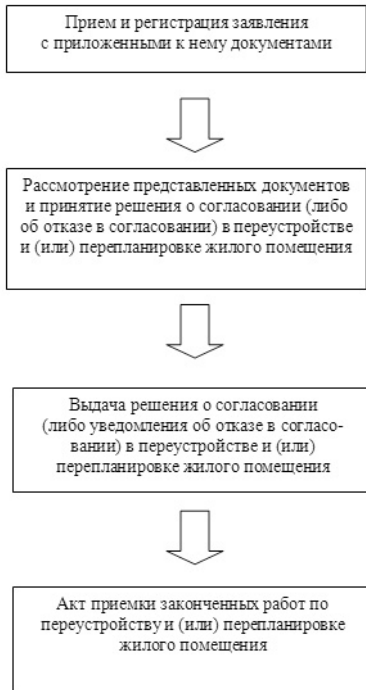 Прием и регистрация заявления
с приложенными к нему документами
Рассмотрение представленных документов
и принятие решения о согласовании (либо
об отказе в согласовании) в переустройстве
и (или) перепланировке жилого помещения
Выдача решения о согласовании
(либо уведомления об отказе в согласо-
вании) в переустройстве и (или)
перепланировке жилого помещения
Акт приемки законченных работ по
переустройству и (или) перепланировке
жилого помещения